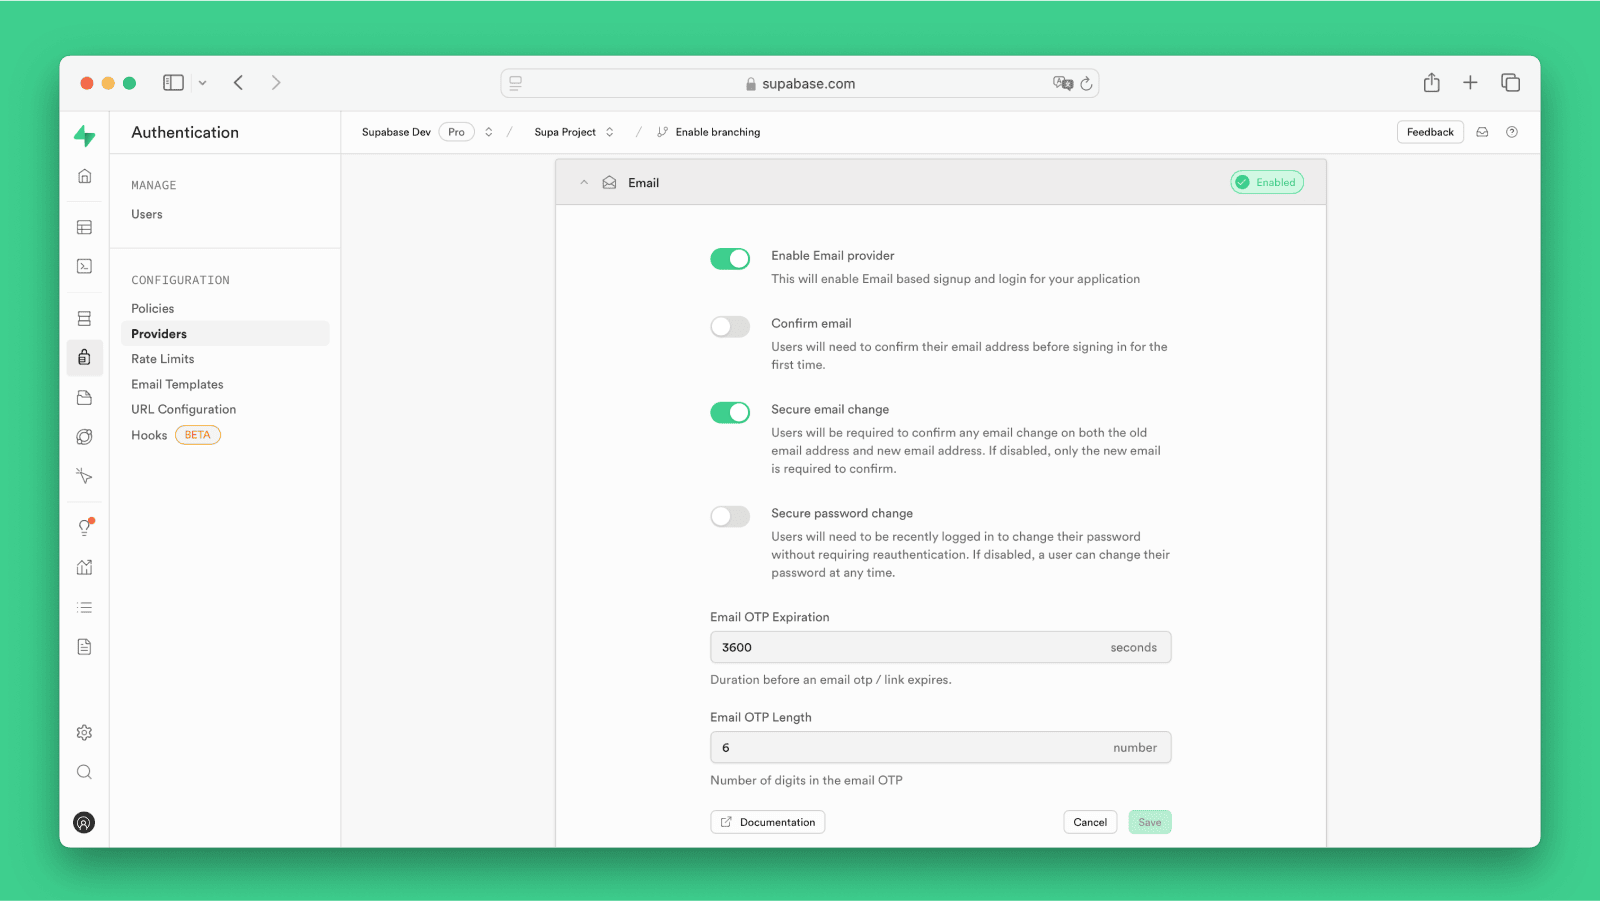 supabase.com
Authentication
Supabase Dev Pro / Supa Project / Enable branching
Feedback
MANAGE
Users
CONFIGURATION
Policies
Providers
Rate Limits
Email Templates
URL Configuration
Hooks BETA
Email
Enabled
Enable Email provider
This will enable Email based signup and login for your application
Confirm email
Users will need to confirm their email address before signing in for the
first time.
Secure email change
Users will be required to confirm any email change on both the old
email address and new email address. If disabled, only the new email
is required to confirm.
Secure password change
Users will need to be recently logged in to change their password
without requiring reauthentication. If disabled, a user can change their
password at any time.
Email OTP Expiration
3600 seconds
Duration before an email otp / link expires.
Email OTP Length
6 number
Number of digits in the email OTP
Documentation
Cancel
Save